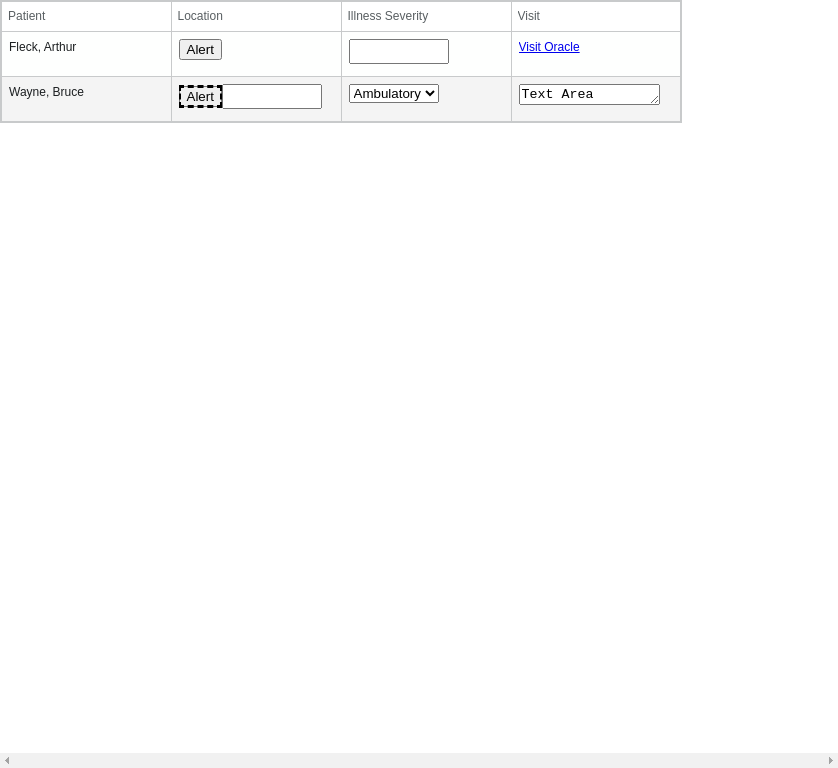 Patient Location Illness Severity Visit
Fleck, Arthur Alert Visit Oracle
Wayne, Bruce Alert Ambulatory Text Area